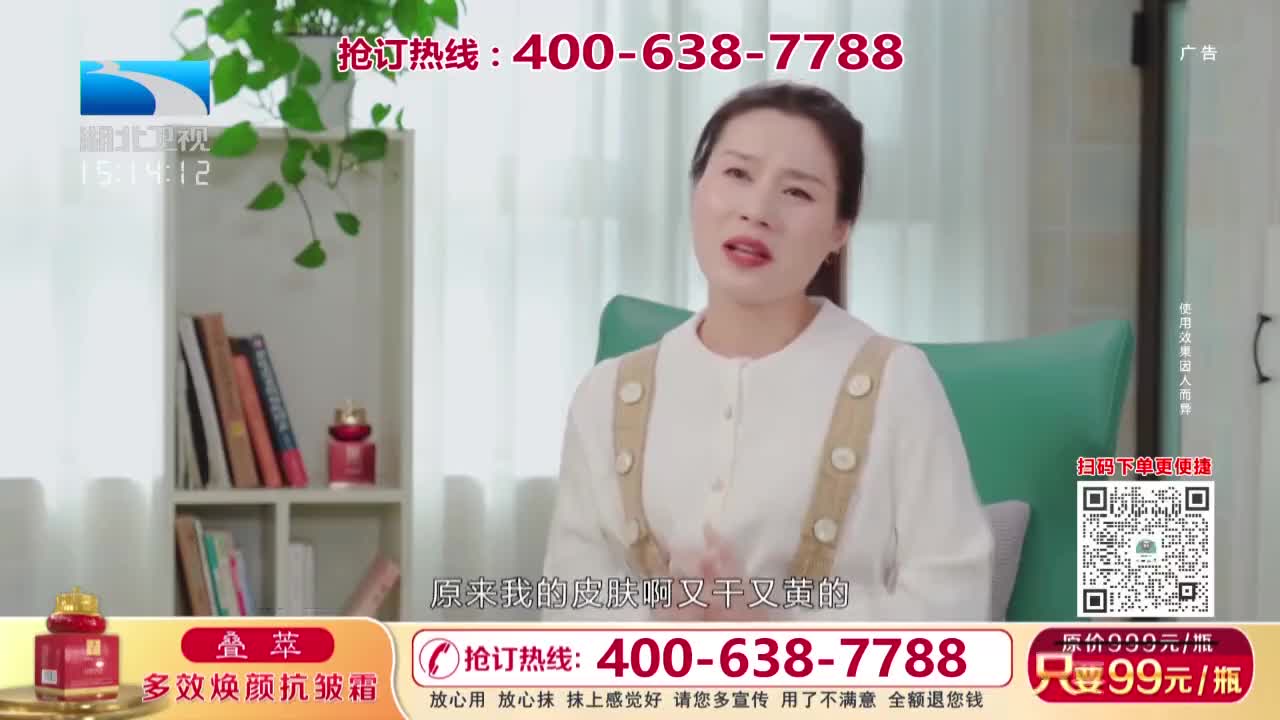 抢订热线：400-638-7788
广告
湖北卫视
15:14:12
使用效果因人而异
扫码下单更便捷
原来我的皮肤啊又干又黄的
叠萃
多效焕颜抗皱霜
抢订热线：400-638-7788
放心用 放心抹 抹上感觉好 请您多宣传 用了不满意 全额退您钱
原价999元/瓶
只要99元/瓶